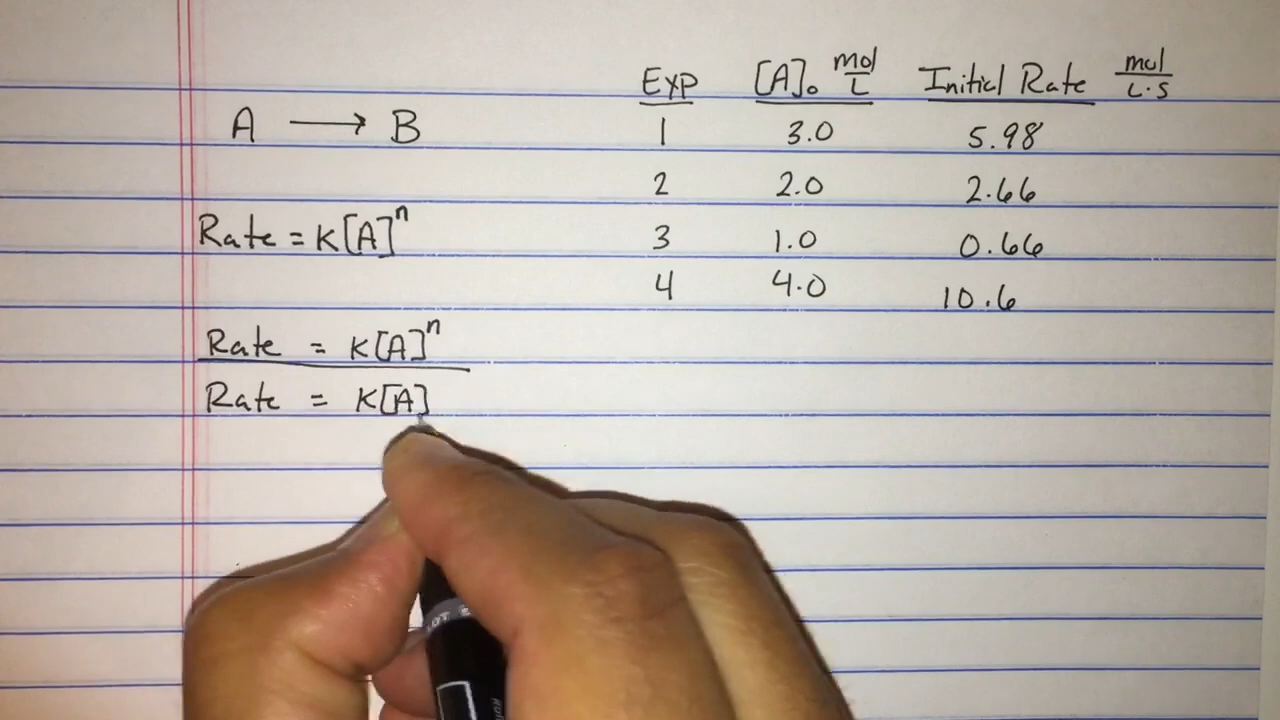 A → B
Rate = K[A]ⁿ
Rate = K[A]ⁿ
Rate = K[A]
Exp [A]₀ mol/L Initial Rate mol/L·s
1 3.0 5.98
2 2.0 2.66
3 1.0 0.66
4 4.0 10.6